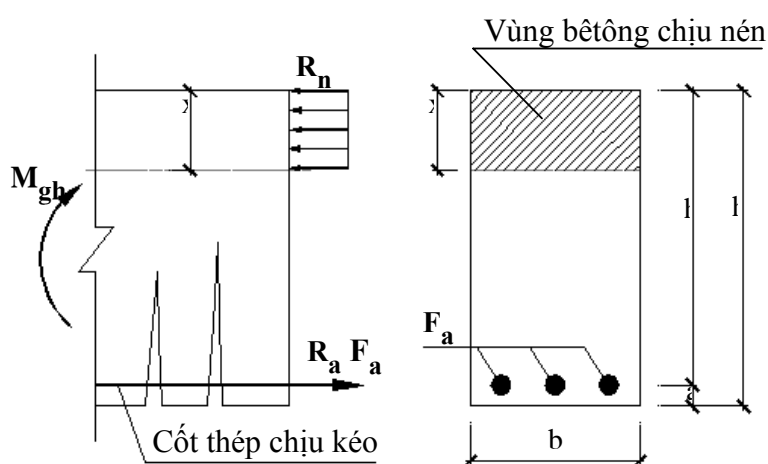 Vùng bêtông chịu nén
R_n
x
x
M_gh
h
F_a
R_a F_a
Cốt thép chịu kéo
b